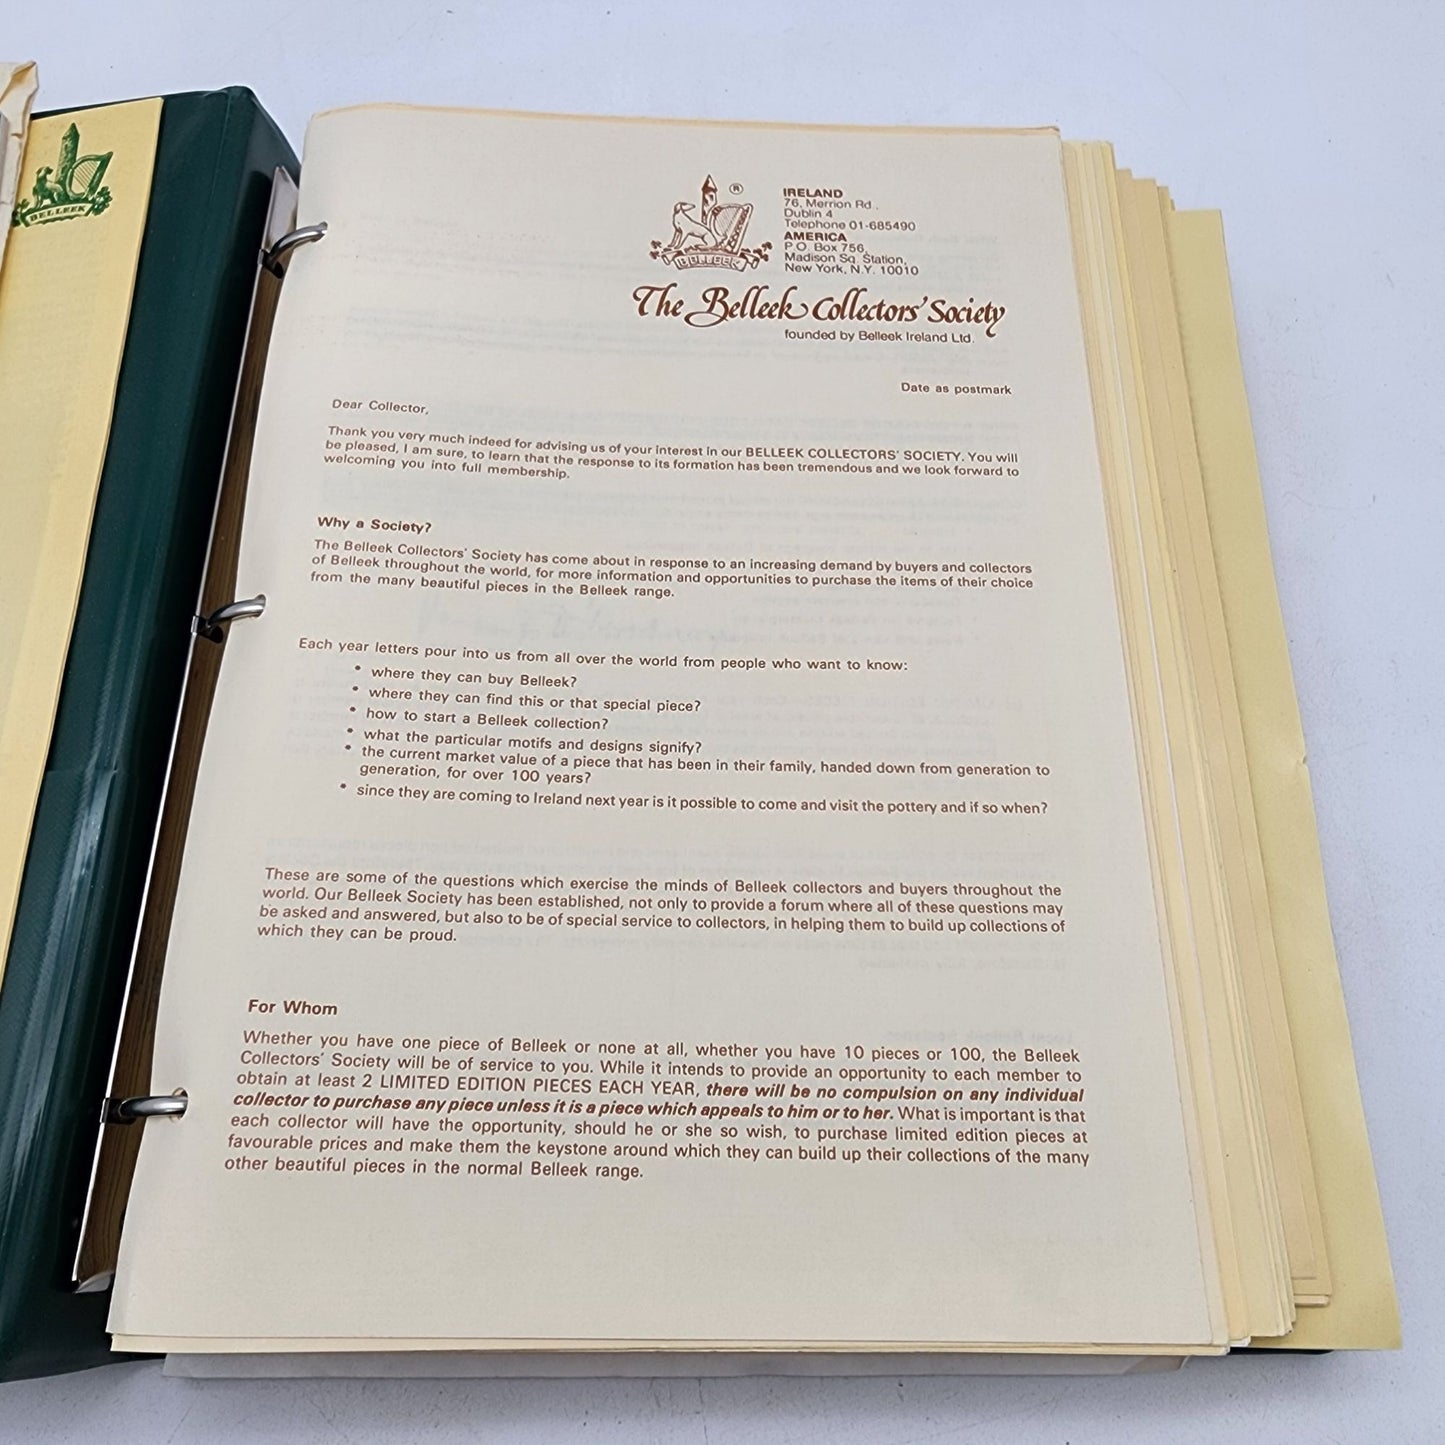 BELLEEK
®
BELLEEK
IRELAND
76, Merrion Rd.,
Dublin 4
Telephone 01-685490
AMERICA
P.O. Box 756,
Madison Sq. Station,
New York, N.Y. 10010
The Belleek Collectors' Society
founded by Belleek Ireland Ltd.
Date as postmark
Dear Collector,
Thank you very much indeed for advising us of your interest in our BELLEEK COLLECTORS' SOCIETY. You will
be pleased, I am sure, to learn that the response to its formation has been tremendous and we look forward to
welcoming you into full membership.
Why a Society?
The Belleek Collectors' Society has come about in response to an increasing demand by buyers and collectors
of Belleek throughout the world, for more information and opportunities to purchase the items of their choice
from the many beautiful pieces in the Belleek range.
Each year letters pour into us from all over the world from people who want to know:
* where they can buy Belleek?
* where they can find this or that special piece?
* how to start a Belleek collection?
* what the particular motifs and designs signify?
* the current market value of a piece that has been in their family, handed down from generation to
generation, for over 100 years?
* since they are coming to Ireland next year is it possible to come and visit the pottery and if so when?
These are some of the questions which exercise the minds of Belleek collectors and buyers throughout the
world. Our Belleek Society has been established, not only to provide a forum where all of these questions may
be asked and answered, but also to be of special service to collectors, in helping them to build up collections of
which they can be proud.
For Whom
Whether you have one piece of Belleek or none at all, whether you have 10 pieces or 100, the Belleek
Collectors' Society will be of service to you. While it intends to provide an opportunity to each member to
obtain at least 2 LIMITED EDITION PIECES EACH YEAR, there will be no compulsion on any individual
collector to purchase any piece unless it is a piece which appeals to him or to her. What is important is that
each collector will have the opportunity, should he or she so wish, to purchase limited edition pieces at
favourable prices and make them the keystone around which they can build up their collections of the many
other beautiful pieces in the normal Belleek range.